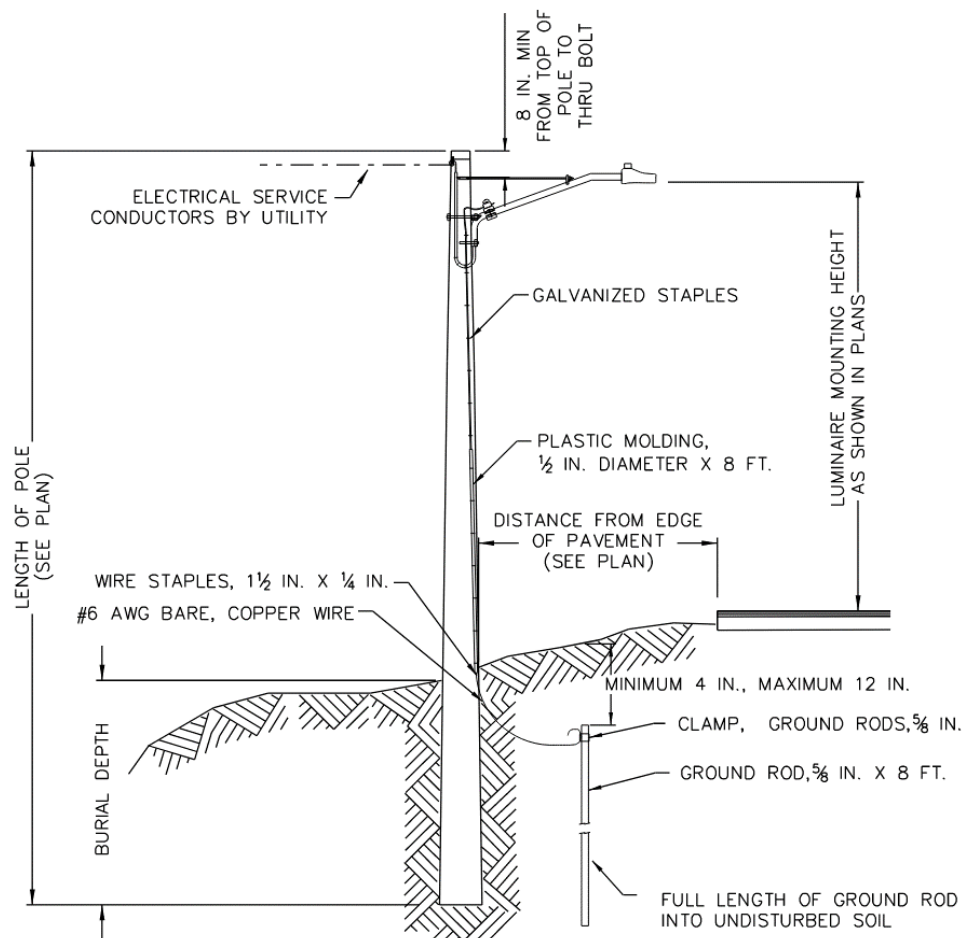 8 IN. MIN
FROM TOP OF
POLE TO
THRU BOLT
ELECTRICAL SERVICE
CONDUCTORS BY UTILITY
GALVANIZED STAPLES
LUMINAIRE MOUNTING HEIGHT
AS SHOWN IN PLANS
PLASTIC MOLDING,
½ IN. DIAMETER X 8 FT.
LENGTH OF POLE
(SEE PLAN)
DISTANCE FROM EDGE
OF PAVEMENT
(SEE PLAN)
WIRE STAPLES, 1½ IN. X ¼ IN.
#6 AWG BARE, COPPER WIRE
MINIMUM 4 IN., MAXIMUM 12 IN.
CLAMP, GROUND RODS,⅝ IN.
GROUND ROD,⅝ IN. X 8 FT.
BURIAL DEPTH
FULL LENGTH OF GROUND ROD
INTO UNDISTURBED SOIL